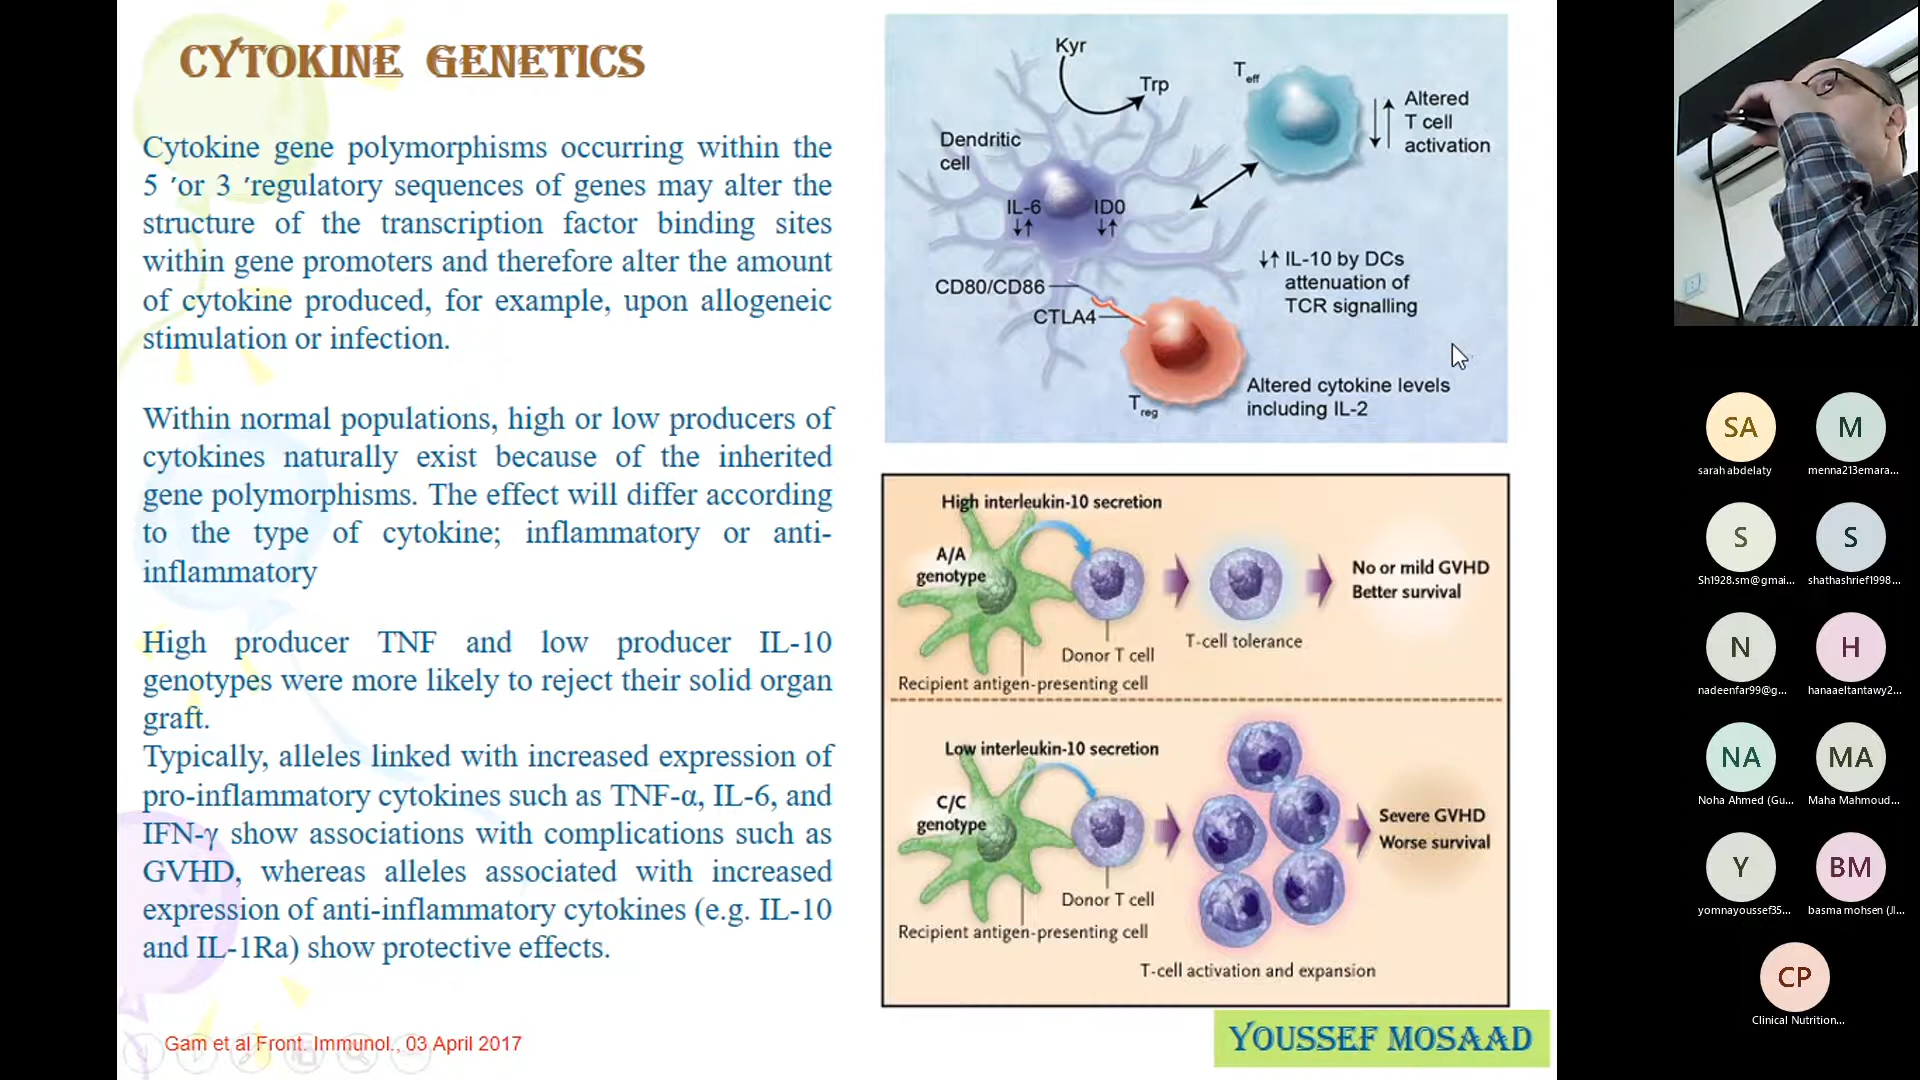 CYTOKINE GENETICS
Cytokine gene polymorphisms occurring within the
5 ′or 3 ′regulatory sequences of genes may alter the
structure of the transcription factor binding sites
within gene promoters and therefore alter the amount
of cytokine produced, for example, upon allogeneic
stimulation or infection.
Within normal populations, high or low producers of
cytokines naturally exist because of the inherited
gene polymorphisms. The effect will differ according
to the type of cytokine; inflammatory or anti-
inflammatory
High producer TNF and low producer IL-10
genotypes were more likely to reject their solid organ
graft.
Typically, alleles linked with increased expression of
pro-inflammatory cytokines such as TNF-α, IL-6, and
IFN-γ show associations with complications such as
GVHD, whereas alleles associated with increased
expression of anti-inflammatory cytokines (e.g. IL-10
and IL-1Ra) show protective effects.
Gam et al Front. Immunol., 03 April 2017
Kyr
Trp
Teff
Altered
T cell
activation
Dendritic
cell
IL-6
↓↑
ID0
↓↑
CD80/CD86
CTLA4
↓↑ IL-10 by DCs
attenuation of
TCR signalling
Treg
Altered cytokine levels
including IL-2
High interleukin-10 secretion
A/A
genotype
Donor T cell
Recipient antigen-presenting cell
T-cell tolerance
No or mild GVHD
Better survival
Low interleukin-10 secretion
C/C
genotype
Donor T cell
Recipient antigen-presenting cell
T-cell activation and expansion
Severe GVHD
Worse survival
YOUSSEF MOSAAD
SA
sarah abdelaty
M
menna213emara...
S
Sh1928.sm@gmai...
S
shathashrief1998...
N
nadeenfar99@g...
H
hanaaeltantawy2...
NA
Noha Ahmed (Gu...
MA
Maha Mahmoud...
Y
yomnayoussef35...
BM
basma mohsen (Jl...
CP
Clinical Nutrition...